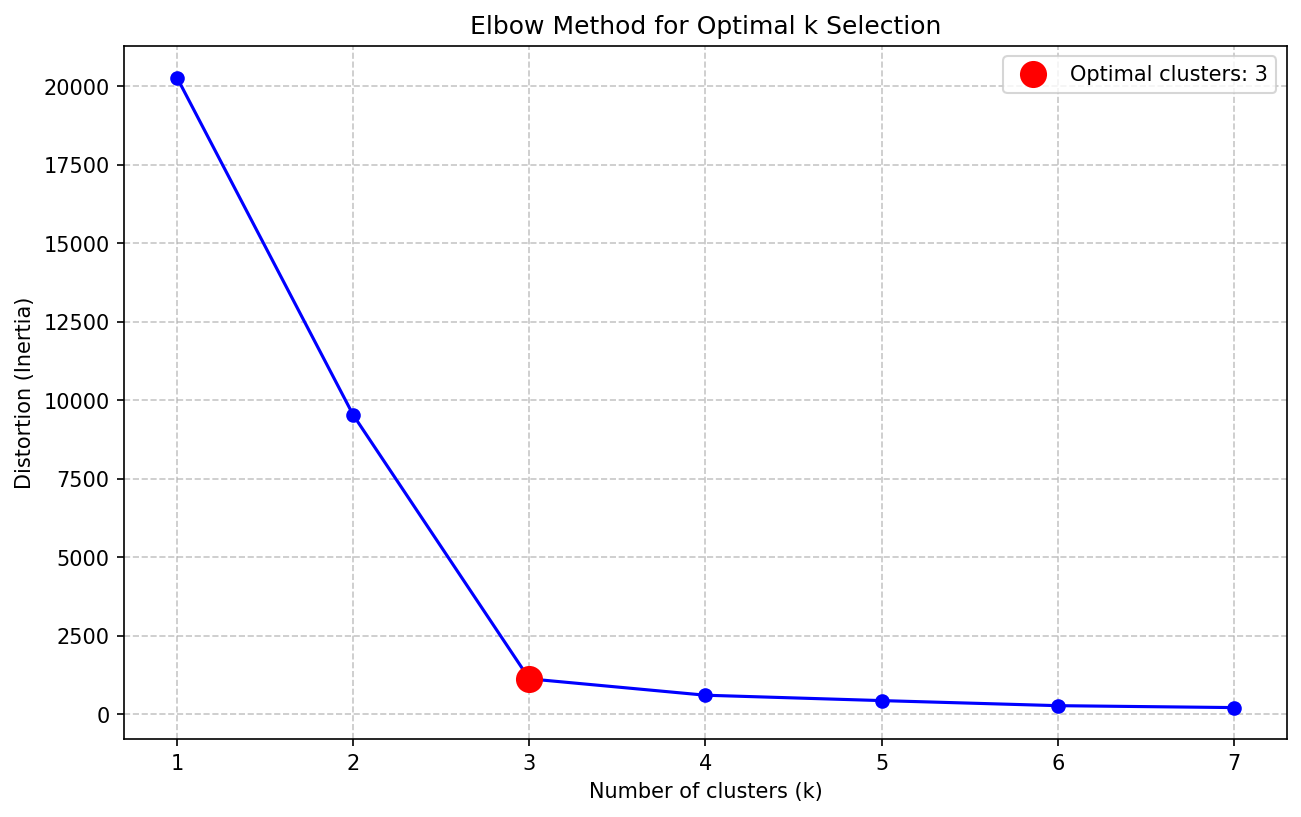 Elbow Method for Optimal k Selection
Optimal clusters: 3
Distortion (Inertia)
20000
17500
15000
12500
10000
7500
5000
2500
0
1 2 3 4 5 6 7
Number of clusters (k)